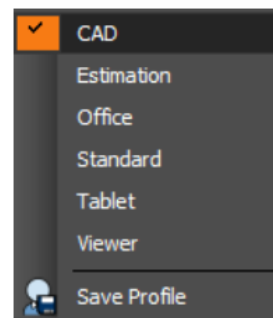 CAD
Estimation
Office
Standard
Tablet
Viewer
Save Profile